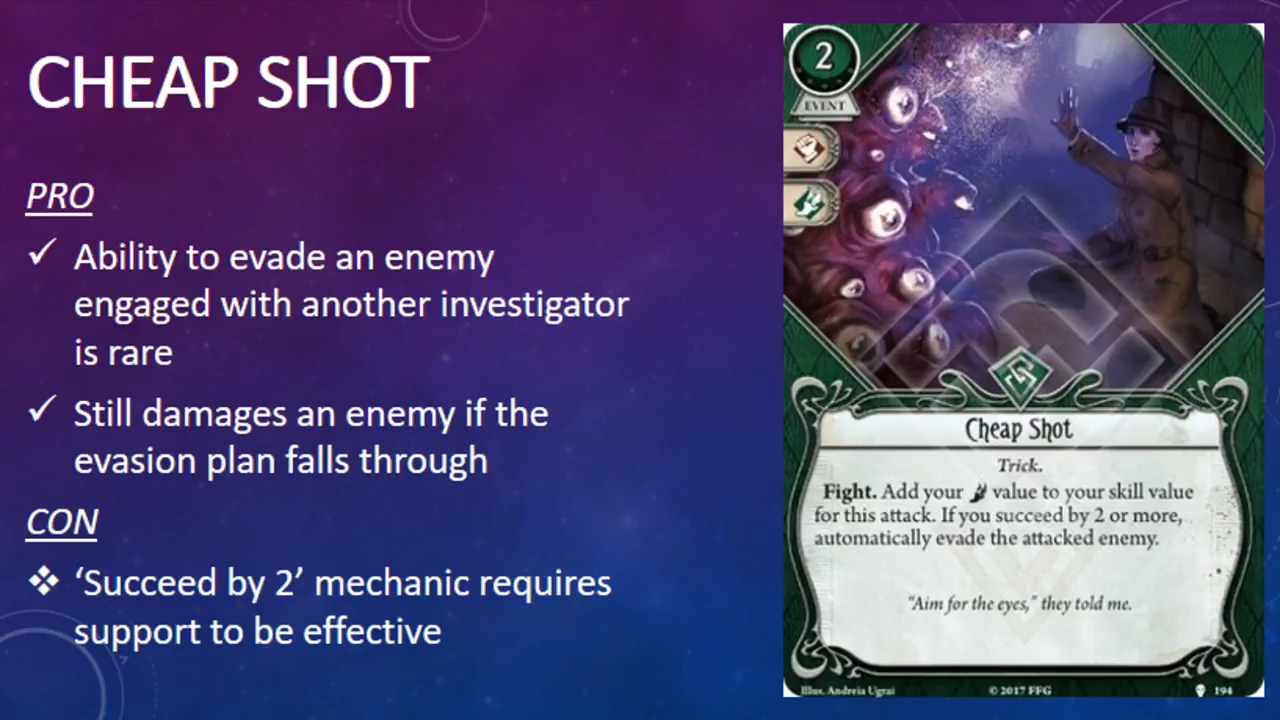 CHEAP SHOT
PRO
✓ Ability to evade an enemy
engaged with another investigator
is rare
✓ Still damages an enemy if the
evasion plan falls through
CON
❖ ‘Succeed by 2’ mechanic requires
support to be effective
2
EVENT
Cheap Shot
Trick.
Fight. Add your value to your skill value
for this attack. If you succeed by 2 or more,
automatically evade the attacked enemy.
“Aim for the eyes,” they told me.
Illus. Andreia Ugrai
© 2017 FFG
194